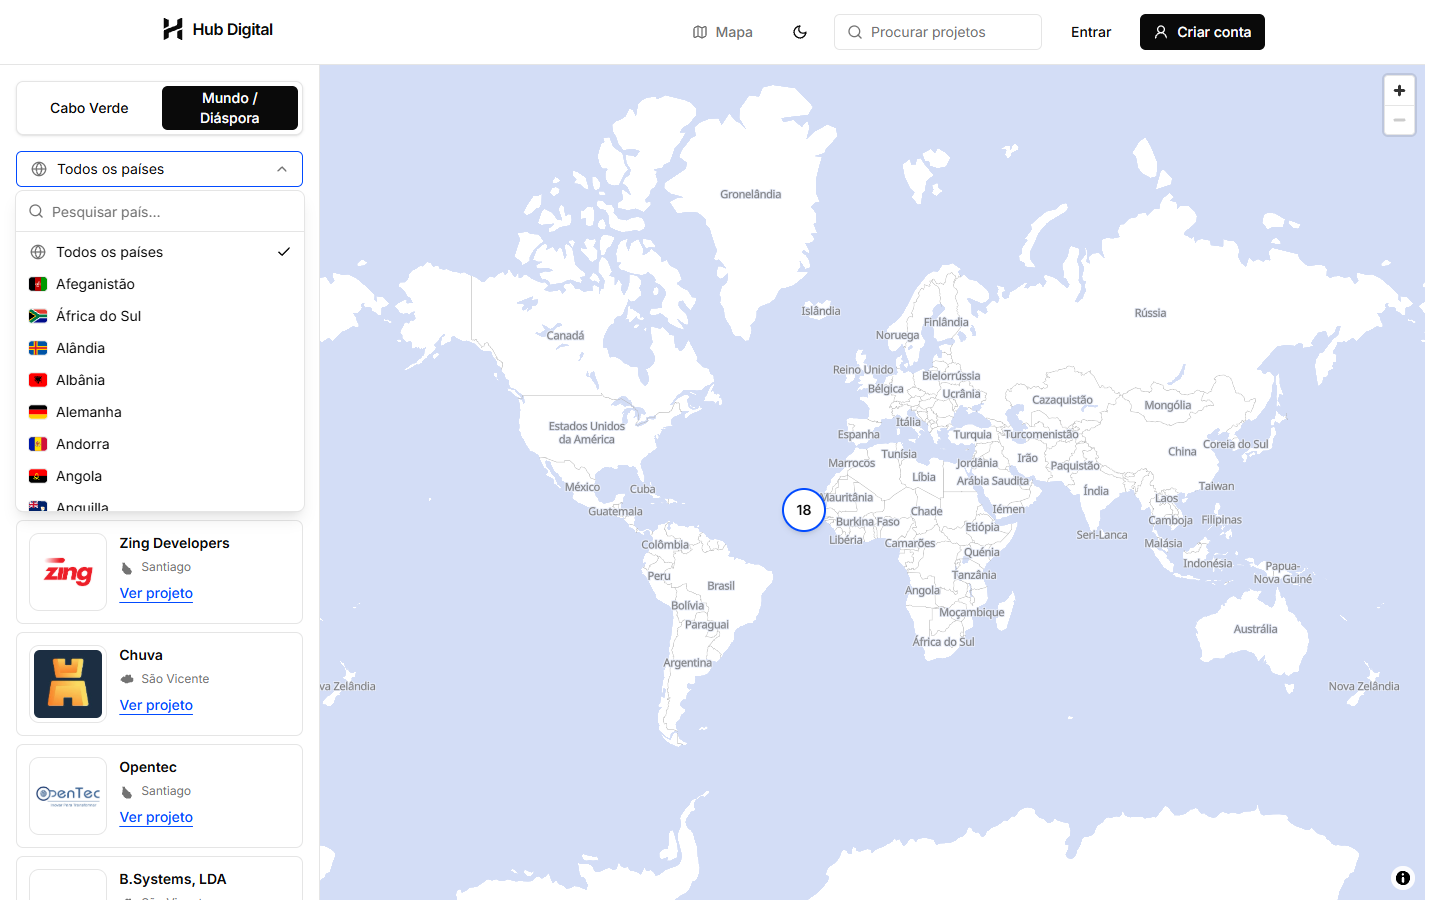 Hub Digital
Mapa
Procurar projetos
Entrar
Criar conta
Cabo Verde
Mundo /
Diáspora
Todos os países
Pesquisar país...
Todos os países
Afeganistão
África do Sul
Alândia
Albânia
Alemanha
Andorra
Angola
Anguilla
zing
Zing Developers
Santiago
Ver projeto
Chuva
São Vicente
Ver projeto
OpenTec
Opentec
Santiago
Ver projeto
B.Systems, LDA
São Vicente
Gronelândia
Islândia
Finlândia
Noruega
Rússia
Canadá
Reino Unido
Bielorrússia
Bélgica
Ucrânia
Cazaquistão
Mongólia
Itália
Estados Unidos
da América
Espanha
Turquia
Turcomenistão
Coreia do Sul
China
Tunísia
Marrocos
Jordânia
Irão
Paquistão
Líbia
Arábia Saudita
México
Cuba
Índia
Taiwan
Mauritânia
Laos
18
Guatemala
Chade
Iémen
Burkina Faso
Etiópia
Camboja
Filipinas
Seri-Lanca
Libéria
Camarões
Malásia
Colômbia
Quénia
Indonésia
Papua-
Nova Guiné
Peru
Brasil
Tanzânia
Angola
Bolívia
Moçambique
Paraguai
Austrália
África do Sul
Argentina
va Zelândia
Nova Zelândia